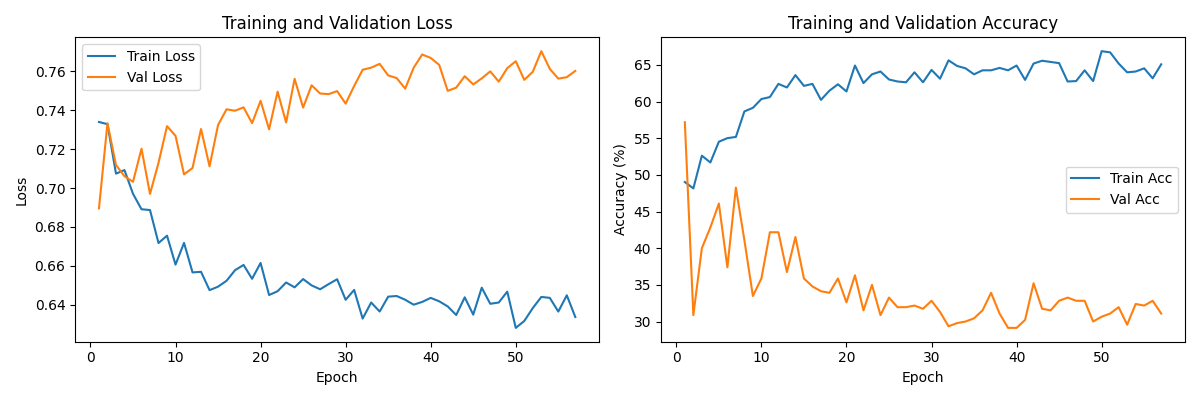 Training and Validation Loss
Train Loss
Val Loss
Loss
0.76
0.74
0.72
0.70
0.68
0.66
0.64
0
10
20
30
40
50
Epoch
Training and Validation Accuracy
Train Acc
Val Acc
Accuracy (%)
65
60
55
50
45
40
35
30
0
10
20
30
40
50
Epoch